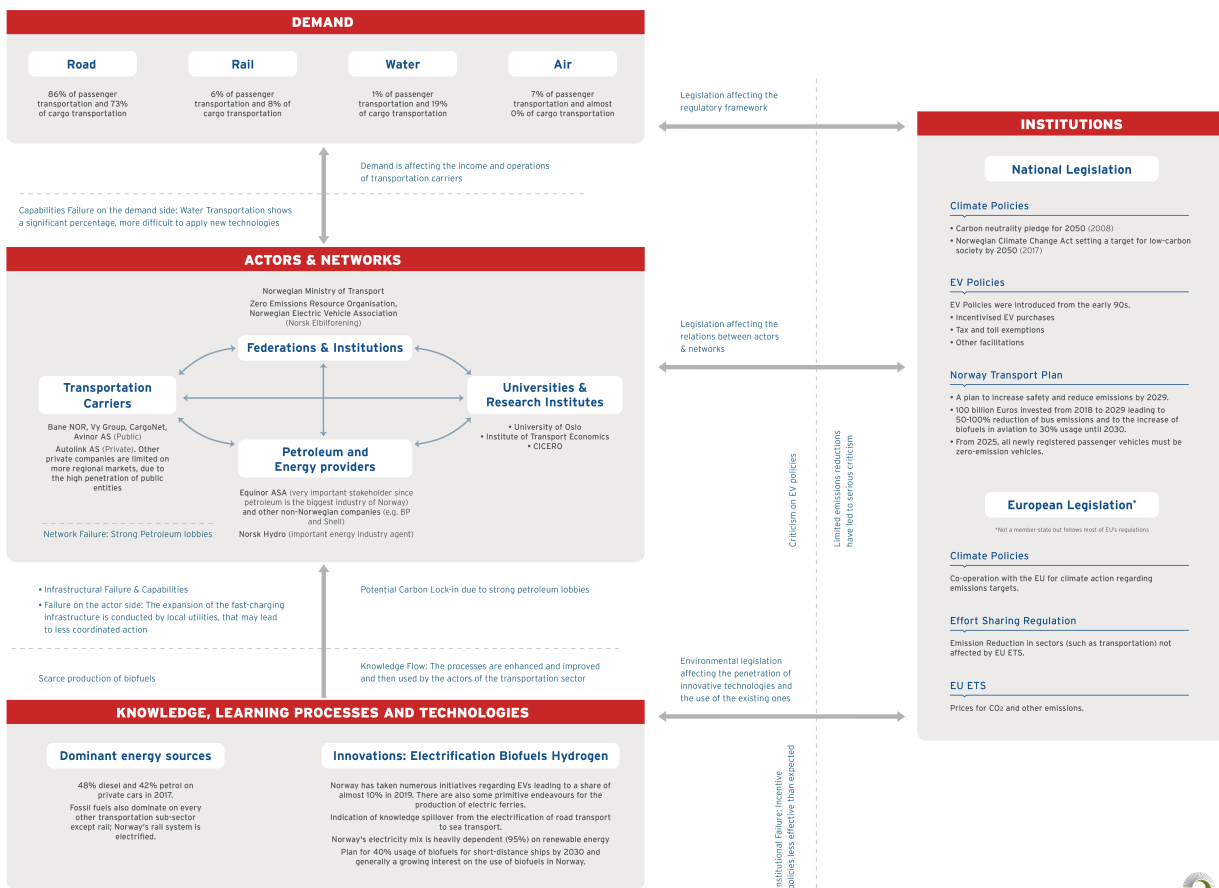 DEMAND
Road
86% of passenger
transportation and 73%
of cargo transportation
Rail
6% of passenger
transportation and 8% of
cargo transportation
Water
1% of passenger
transportation and 19%
of cargo transportation
Air
7% of passenger
transportation and almost
0% of cargo transportation
Demand is affecting the income and operations
of transportation carriers
Capabilities Failure on the demand side: Water Transportation shows
a significant percentage, more difficult to apply new technologies
ACTORS & NETWORKS
Norwegian Ministry of Transport
Zero Emissions Resource Organisation,
Norwegian Electric Vehicle Association
(Norsk Elbilforening)
Federations & Institutions
Transportation
Carriers
Bane NOR, Vy Group, CargoNet,
Avinor AS (Public)
Autolink AS (Private). Other
private companies are limited on
more regional markets, due to
the high penetration of public
entities
Network Failure: Strong Petroleum lobbies
Universities &
Research Institutes
• University of Oslo
• Institute of Transport Economics
• CICERO
Petroleum and
Energy providers
Equinor ASA (very important stakeholder since
petroleum is the biggest industry of Norway)
and other non-Norwegian companies (e.g. BP
and Shell)
Norsk Hydro (important energy industry agent)
• Infrastructural Failure & Capabilities
• Failure on the actor side: The expansion of the fast-charging
infrastructure is conducted by local utilities, that may lead
to less coordinated action
Potential Carbon Lock-in due to strong petroleum lobbies
Scarce production of biofuels
Knowledge Flow: The processes are enhanced and improved
and then used by the actors of the transportation sector
KNOWLEDGE, LEARNING PROCESSES AND TECHNOLOGIES
Dominant energy sources
48% diesel and 42% petrol on
private cars in 2017.
Fossil fuels also dominate on every
other transportation sub-sector
except rail; Norway's rail system is
electrified.
Innovations: Electrification Biofuels Hydrogen
Norway has taken numerous initiatives regarding EVs leading to a share of
almost 10% in 2019. There are also some primitive endeavours for the
production of electric ferries.
Indication of knowledge spillover from the electrification of road transport
to sea transport.
Norway's electricity mix is heavily dependent (95%) on renewable energy
Plan for 40% usage of biofuels for short-distance ships by 2030 and
generally a growing interest on the use of biofuels in Norway.
Legislation affecting the
regulatory framework
Legislation affecting the
relations between actors
& networks
Criticism on EV policies
Limited emissions reductions
have led to serious criticism
Environmental legislation
affecting the penetration of
innovative technologies and
the use of the existing ones
nstitutional Failure: Incentive
policies less effective than expected
INSTITUTIONS
National Legislation
Climate Policies
• Carbon neutrality pledge for 2050 (2008)
• Norwegian Climate Change Act setting a target for low-carbon
society by 2050 (2017)
EV Policies
EV Policies were introduced from the early 90s.
• Incentivised EV purchases
• Tax and toll exemptions
• Other facilitations
Norway Transport Plan
• A plan to increase safety and reduce emissions by 2029.
• 100 billion Euros invested from 2018 to 2029 leading to
50-100% reduction of bus emissions and to the increase of
biofuels in aviation to 30% usage until 2030.
• From 2025, all newly registered passenger vehicles must be
zero-emission vehicles.
European Legislation*
*Not a member-state but follows most of EU's regulations
Climate Policies
Co-operation with the EU for climate action regarding
emissions targets.
Effort Sharing Regulation
Emission Reduction in sectors (such as transportation) not
affected by EU ETS.
EU ETS
Prices for CO2 and other emissions.